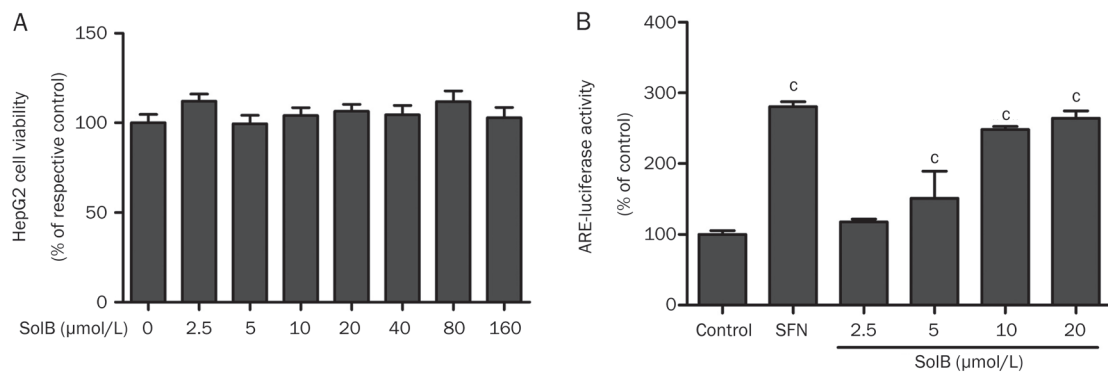 A
HepG2 cell viability
(% of respective control)
150
100
50
0
SolB (μmol/L) 0 2.5 5 10 20 40 80 160
B
ARE-luciferase activity
(% of control)
400
300
200
100
0
c
c
c
c
Control SFN 2.5 5 10 20
SolB (μmol/L)